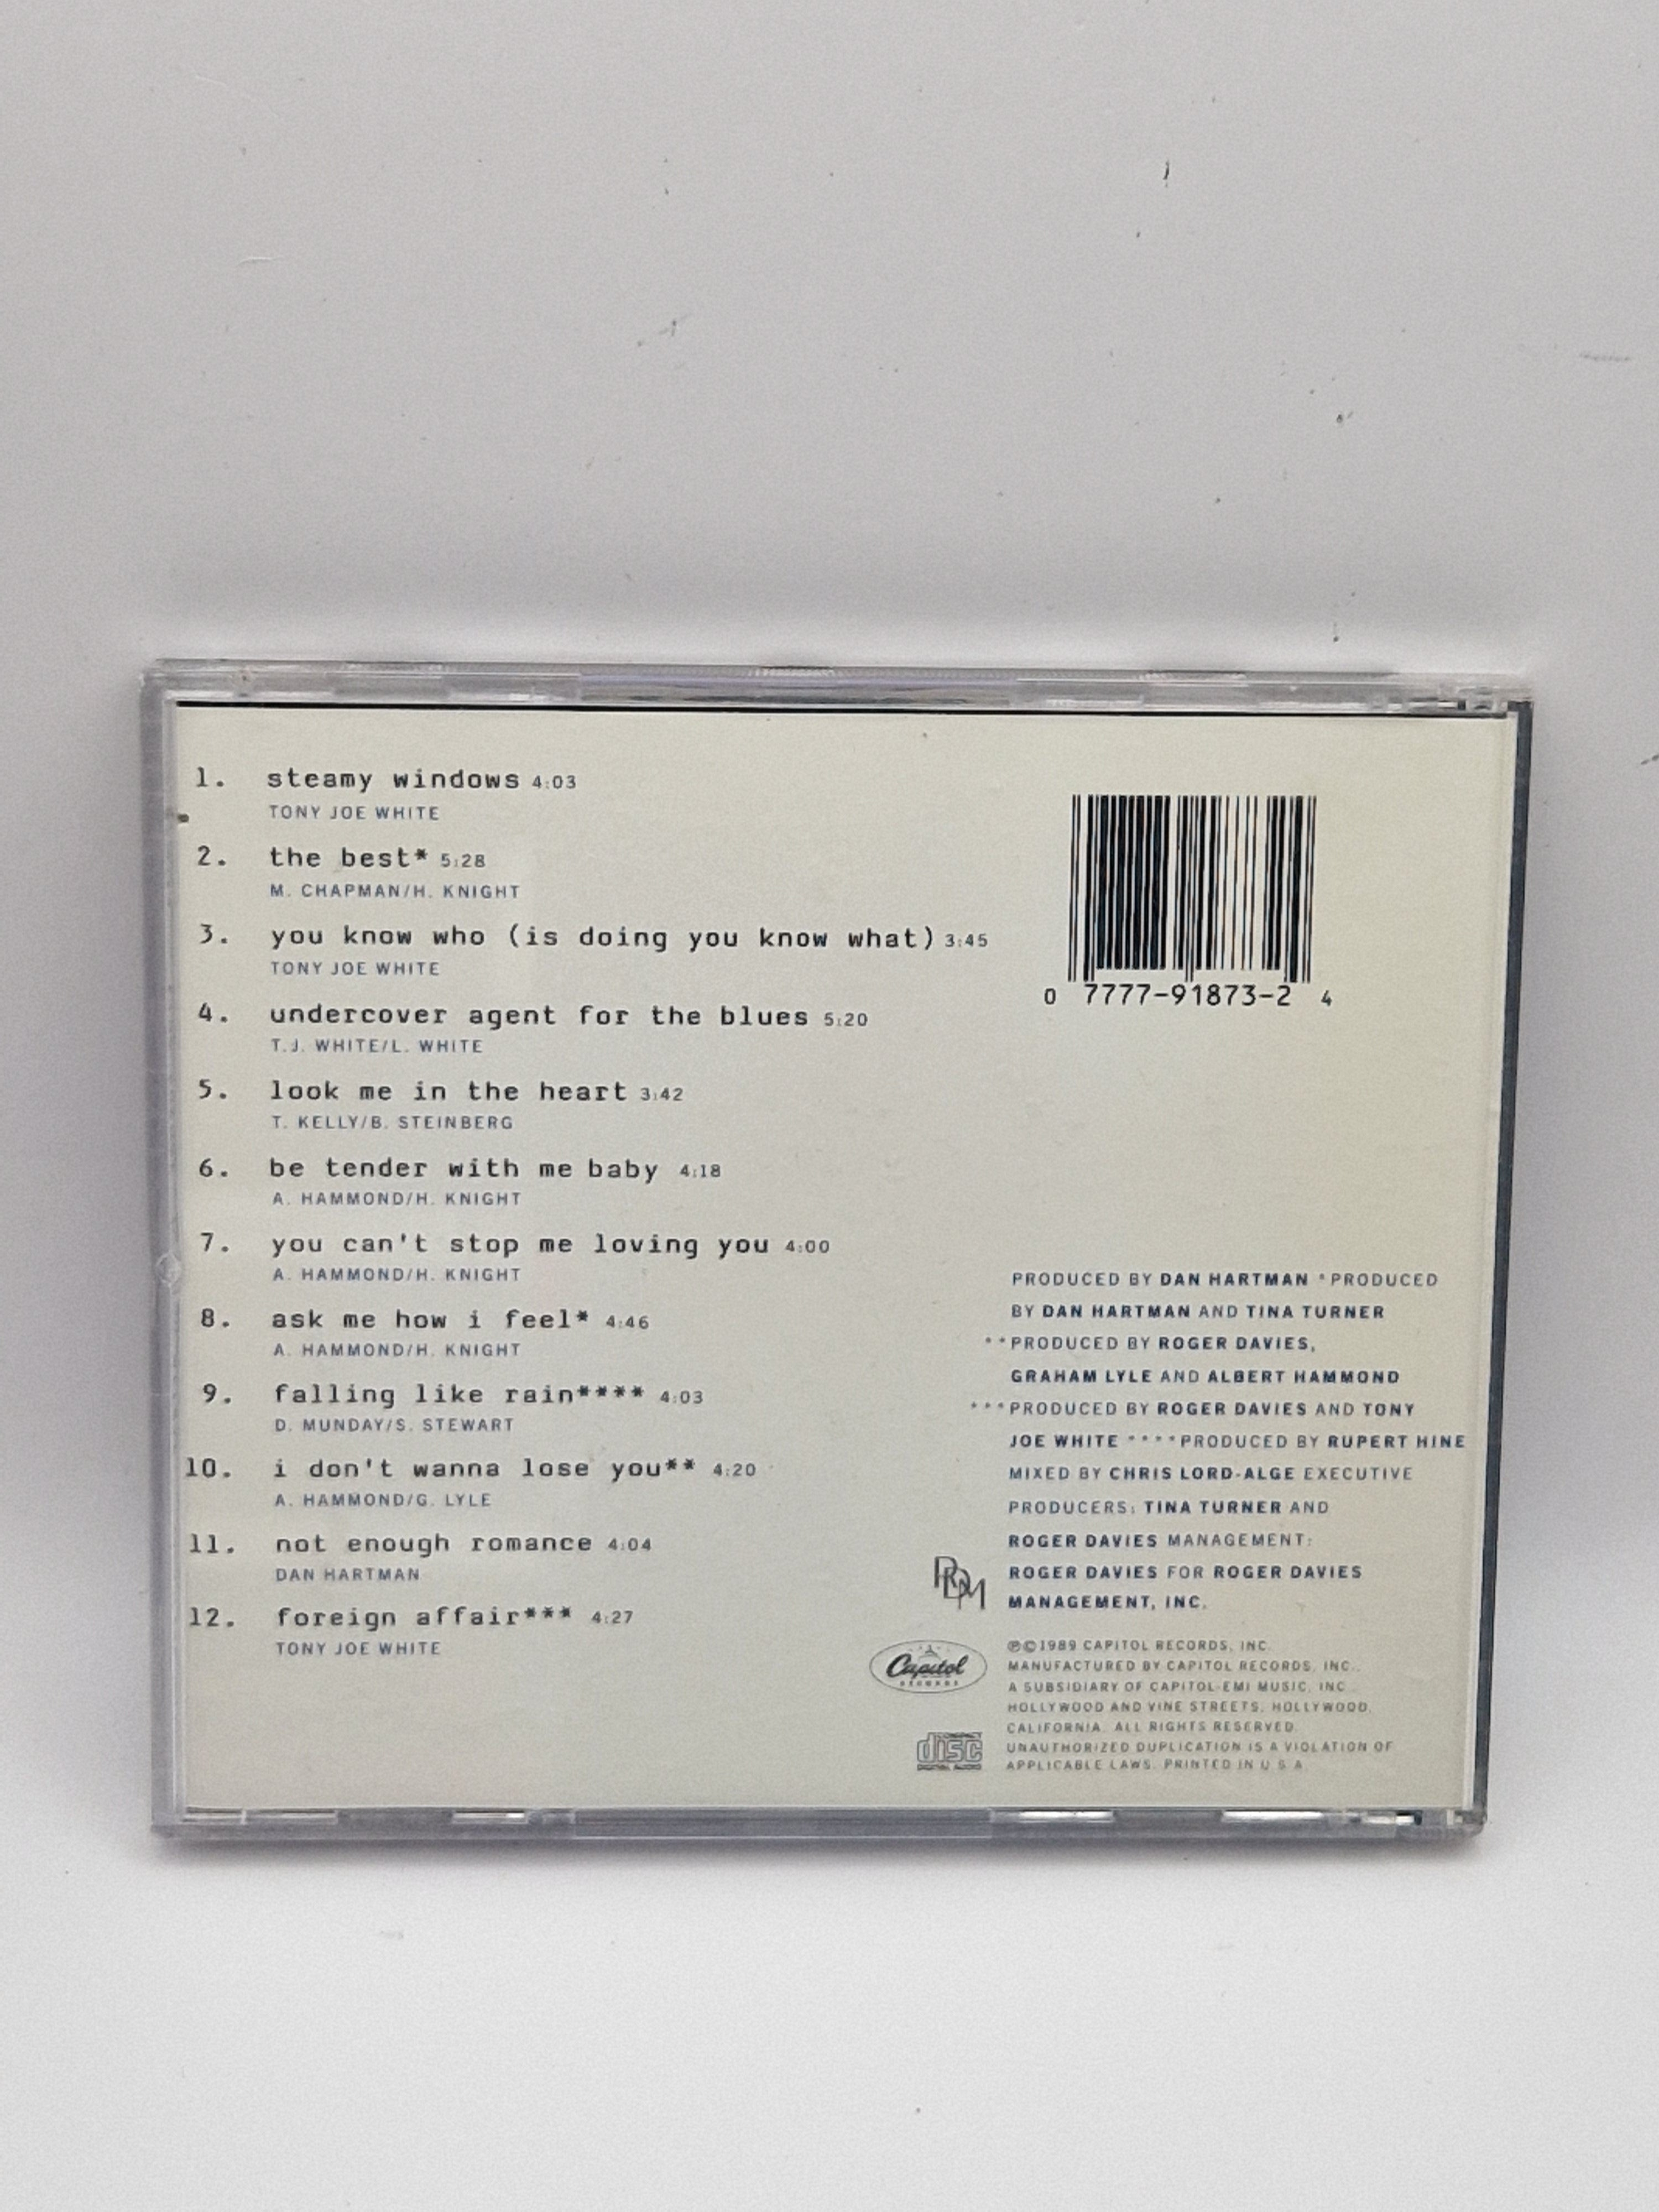 1. steamy windows 4:03
TONY JOE WHITE
2. the best* 5:28
M. CHAPMAN/H. KNIGHT
3. you know who (is doing you know what) 3:45
TONY JOE WHITE
4. undercover agent for the blues 5:20
T.J. WHITE/L. WHITE
5. look me in the heart 3:42
T. KELLY/B. STEINBERG
6. be tender with me baby 4:18
A. HAMMOND/H. KNIGHT
7. you can't stop me loving you 4:00
A. HAMMOND/H. KNIGHT
8. ask me how i feel* 4:46
A. HAMMOND/H. KNIGHT
9. falling like rain**** 4:03
D. MUNDAY/S. STEWART
10. i don't wanna lose you** 4:20
A. HAMMOND/G. LYLE
11. not enough romance 4:04
DAN HARTMAN
12. foreign affair*** 4:27
TONY JOE WHITE
0 7777-91873-2 4
PRODUCED BY DAN HARTMAN *PRODUCED
BY DAN HARTMAN AND TINA TURNER
**PRODUCED BY ROGER DAVIES,
GRAHAM LYLE AND ALBERT HAMMOND
***PRODUCED BY ROGER DAVIES AND TONY
JOE WHITE ****PRODUCED BY RUPERT HINE
MIXED BY CHRIS LORD-ALGE EXECUTIVE
PRODUCERS: TINA TURNER AND
ROGER DAVIES MANAGEMENT:
ROGER DAVIES FOR ROGER DAVIES
MANAGEMENT, INC.
RDM
℗©1989 CAPITOL RECORDS, INC.
MANUFACTURED BY CAPITOL RECORDS, INC.,
A SUBSIDIARY OF CAPITOL-EMI MUSIC, INC.,
HOLLYWOOD AND VINE STREETS, HOLLYWOOD,
CALIFORNIA. ALL RIGHTS RESERVED.
UNAUTHORIZED DUPLICATION IS A VIOLATION OF
APPLICABLE LAWS. PRINTED IN U.S.A.
Capitol
RECORDS
disc
DIGITAL AUDIO